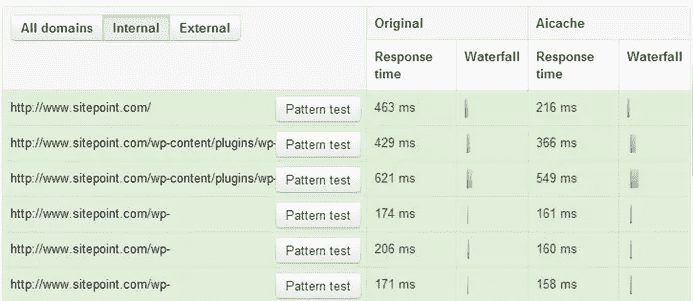 All domains Internal External Original Aicache
Response time Waterfall Response time Waterfall
http://www.sitepoint.com/ Pattern test 463 ms 216 ms
http://www.sitepoint.com/wp-content/plugins/wp- Pattern test 429 ms 366 ms
http://www.sitepoint.com/wp-content/plugins/wp- Pattern test 621 ms 549 ms
http://www.sitepoint.com/wp- Pattern test 174 ms 161 ms
http://www.sitepoint.com/wp- Pattern test 206 ms 160 ms
http://www.sitepoint.com/wp- Pattern test 171 ms 158 ms